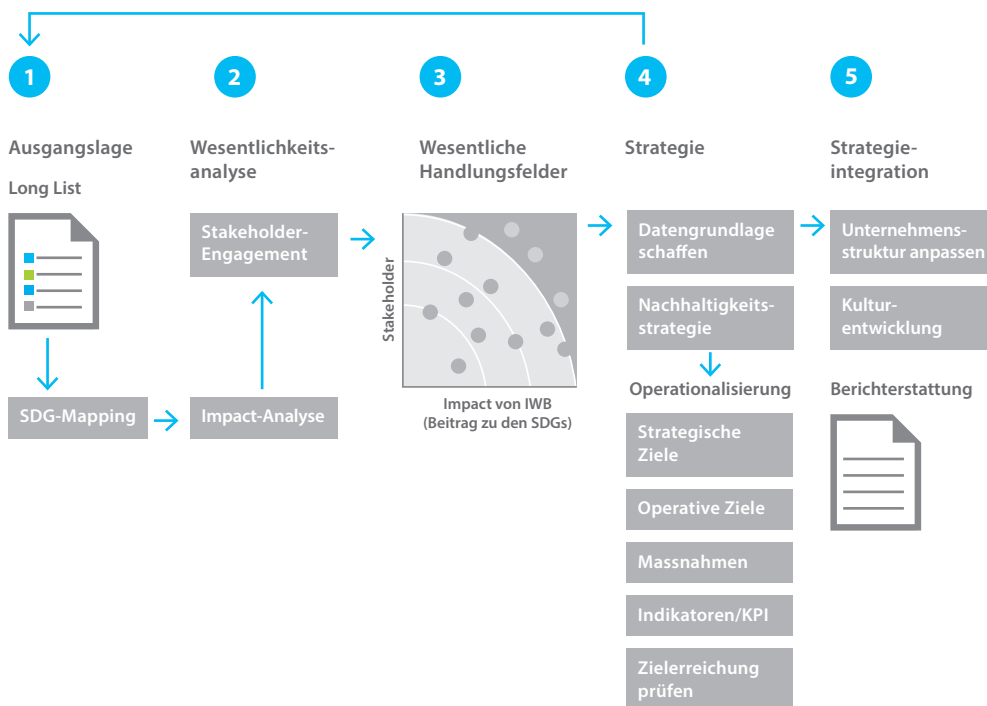 1
2
3
4
5
Ausgangslage
Long List
SDG-Mapping
Wesentlichkeits-
analyse
Stakeholder-
Engagement
Impact-Analyse
Wesentliche
Handlungsfelder
Stakeholder
Impact von IWB
(Beitrag zu den SDGs)
Strategie
Datengrundlage
schaffen
Nachhaltigkeits-
strategie
Operationalisierung
Strategische
Ziele
Operative Ziele
Massnahmen
Indikatoren/KPI
Zielerreichung
prüfen
Strategie-
integration
Unternehmens-
struktur anpassen
Kultur-
entwicklung
Berichterstattung